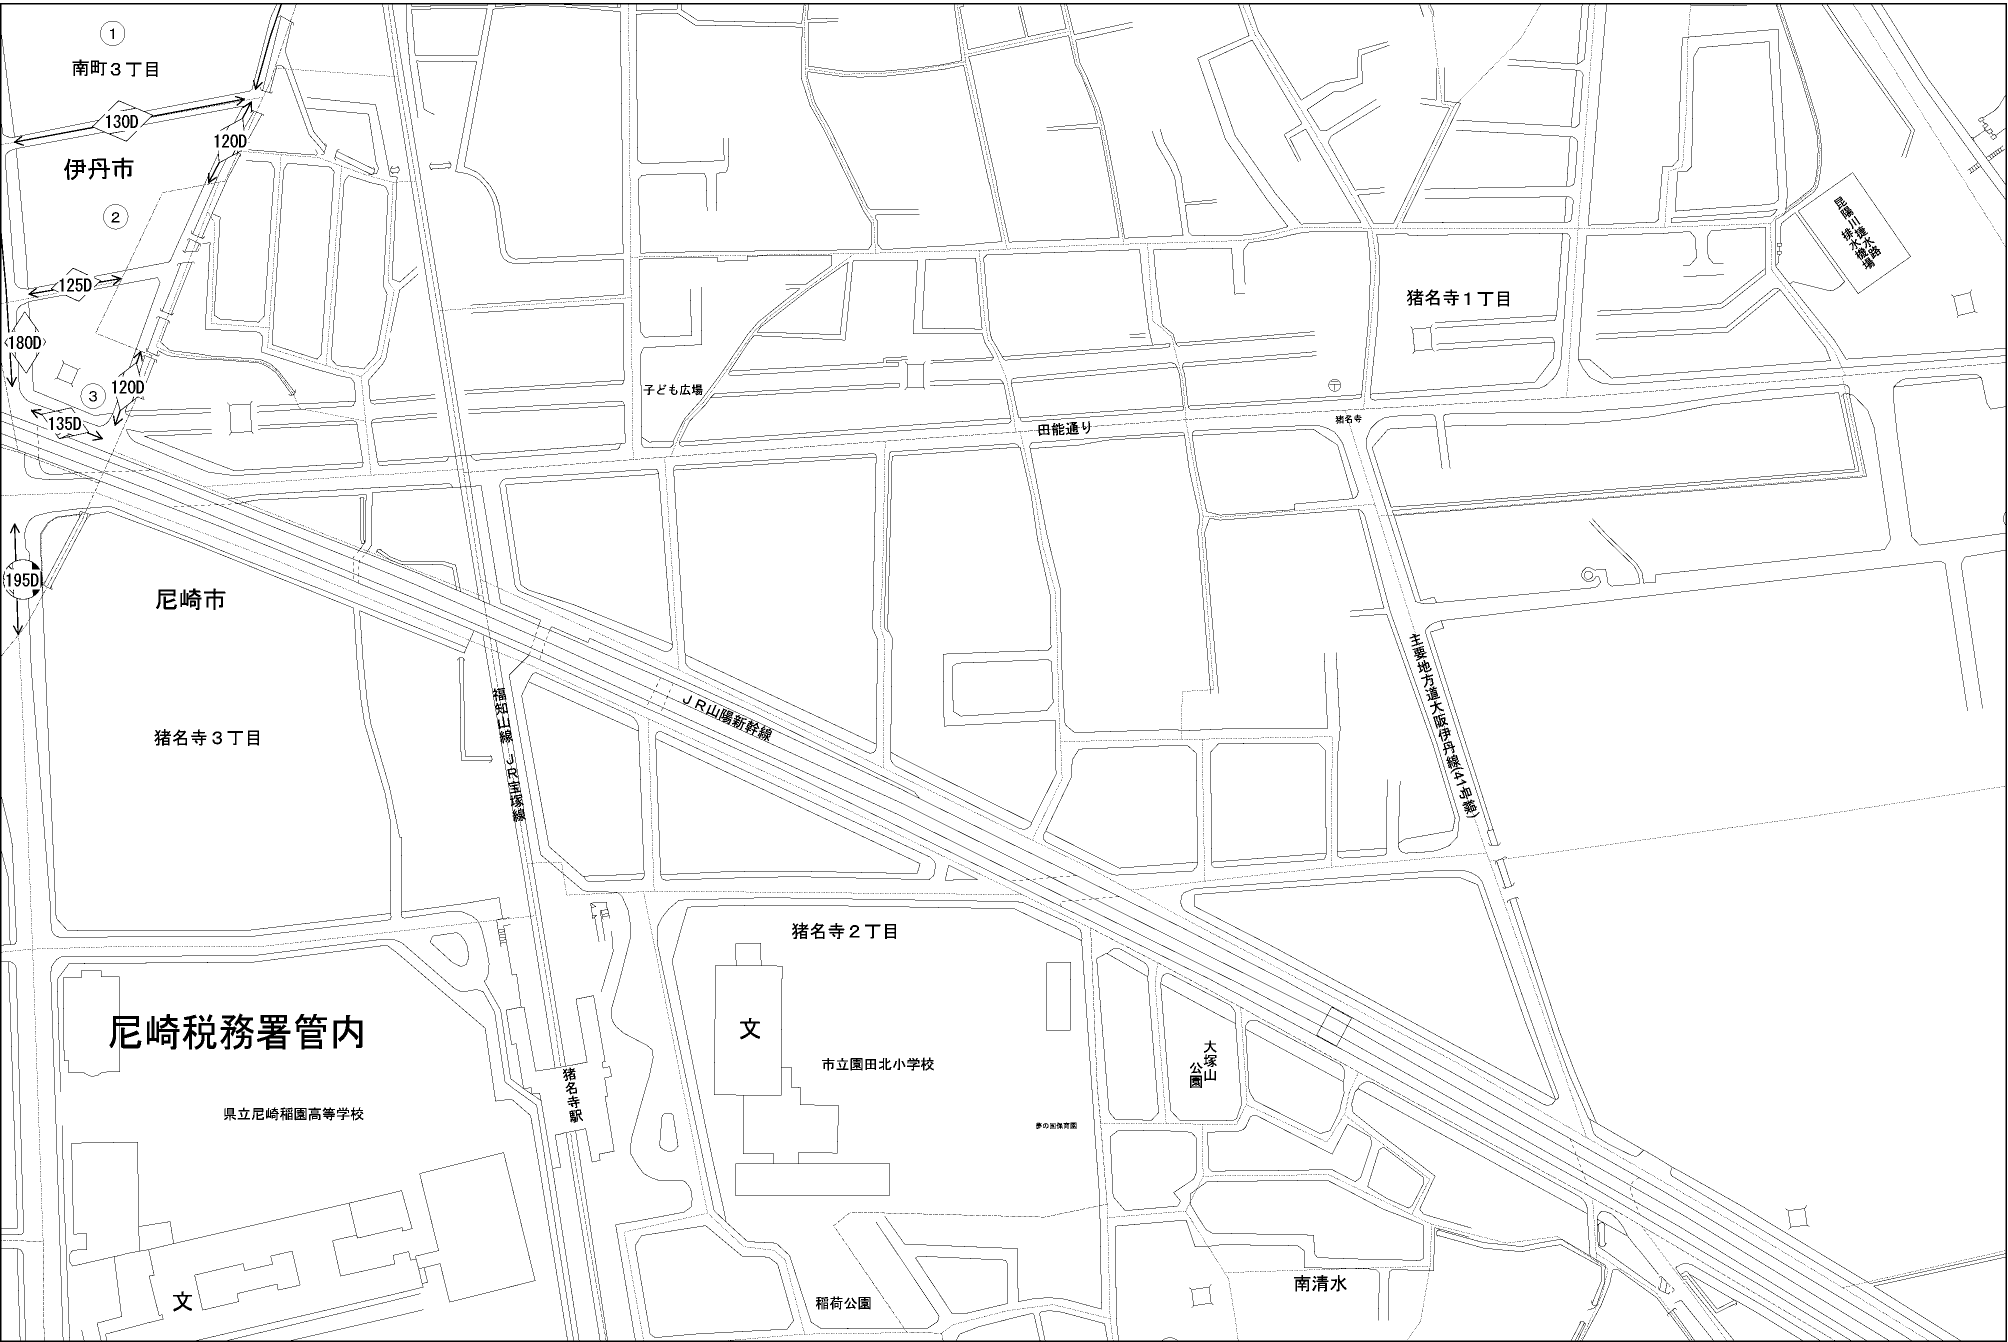 ①
南町３丁目
130D
120D
伊丹市
②
125D
180D
③
120D
135D
195D
昆陽川捷水路
排水機場
猪名寺１丁目
子ども広場
〒
猪名寺
田能通り
尼崎市
猪名寺３丁目
福知山線 ＪＲ宝塚線
ＪＲ山陽新幹線
主要地方道大阪伊丹線(41号線)
猪名寺２丁目
尼崎税務署管内
文
市立園田北小学校
大塚山
公園
猪名寺駅
県立尼崎稲園高等学校
夢の園保育園
文
稲荷公園
南清水